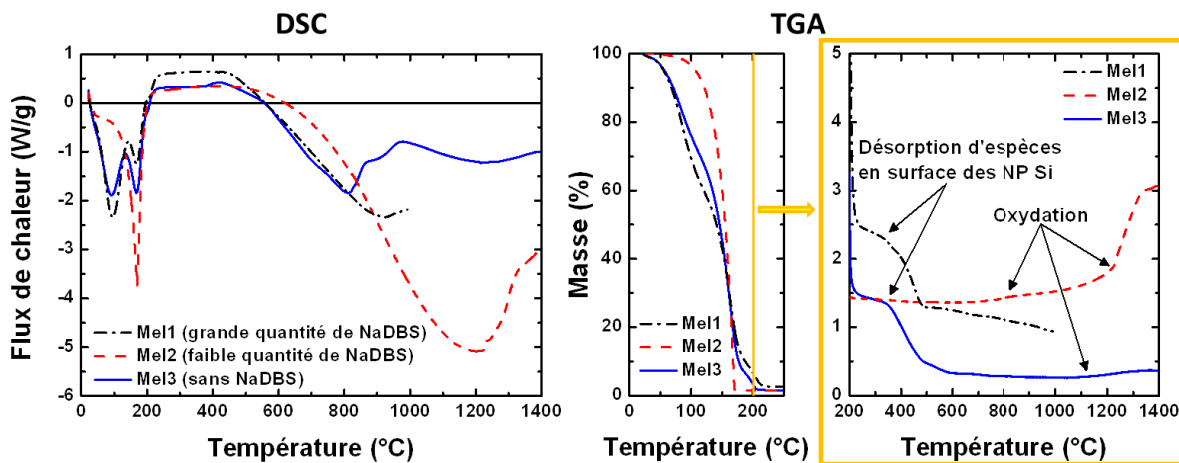 DSC
TGA
Flux de chaleur (W/g)
1
0
-1
-2
-3
-4
-5
-6
0 200 400 600 800 1000 1200 1400
Température (°C)
Mel1 (grande quantité de NaDBS)
Mel2 (faible quantité de NaDBS)
Mel3 (sans NaDBS)
Masse (%)
100
80
60
40
20
0
0 100 200
Température (°C)
Mel1
Mel2
Mel3
5
4
3
2
1
0
200 400 600 800 1000 1200 1400
Température (°C)
Mel1
Mel2
Mel3
Désorption d'espèces
en surface des NP Si
Oxydation